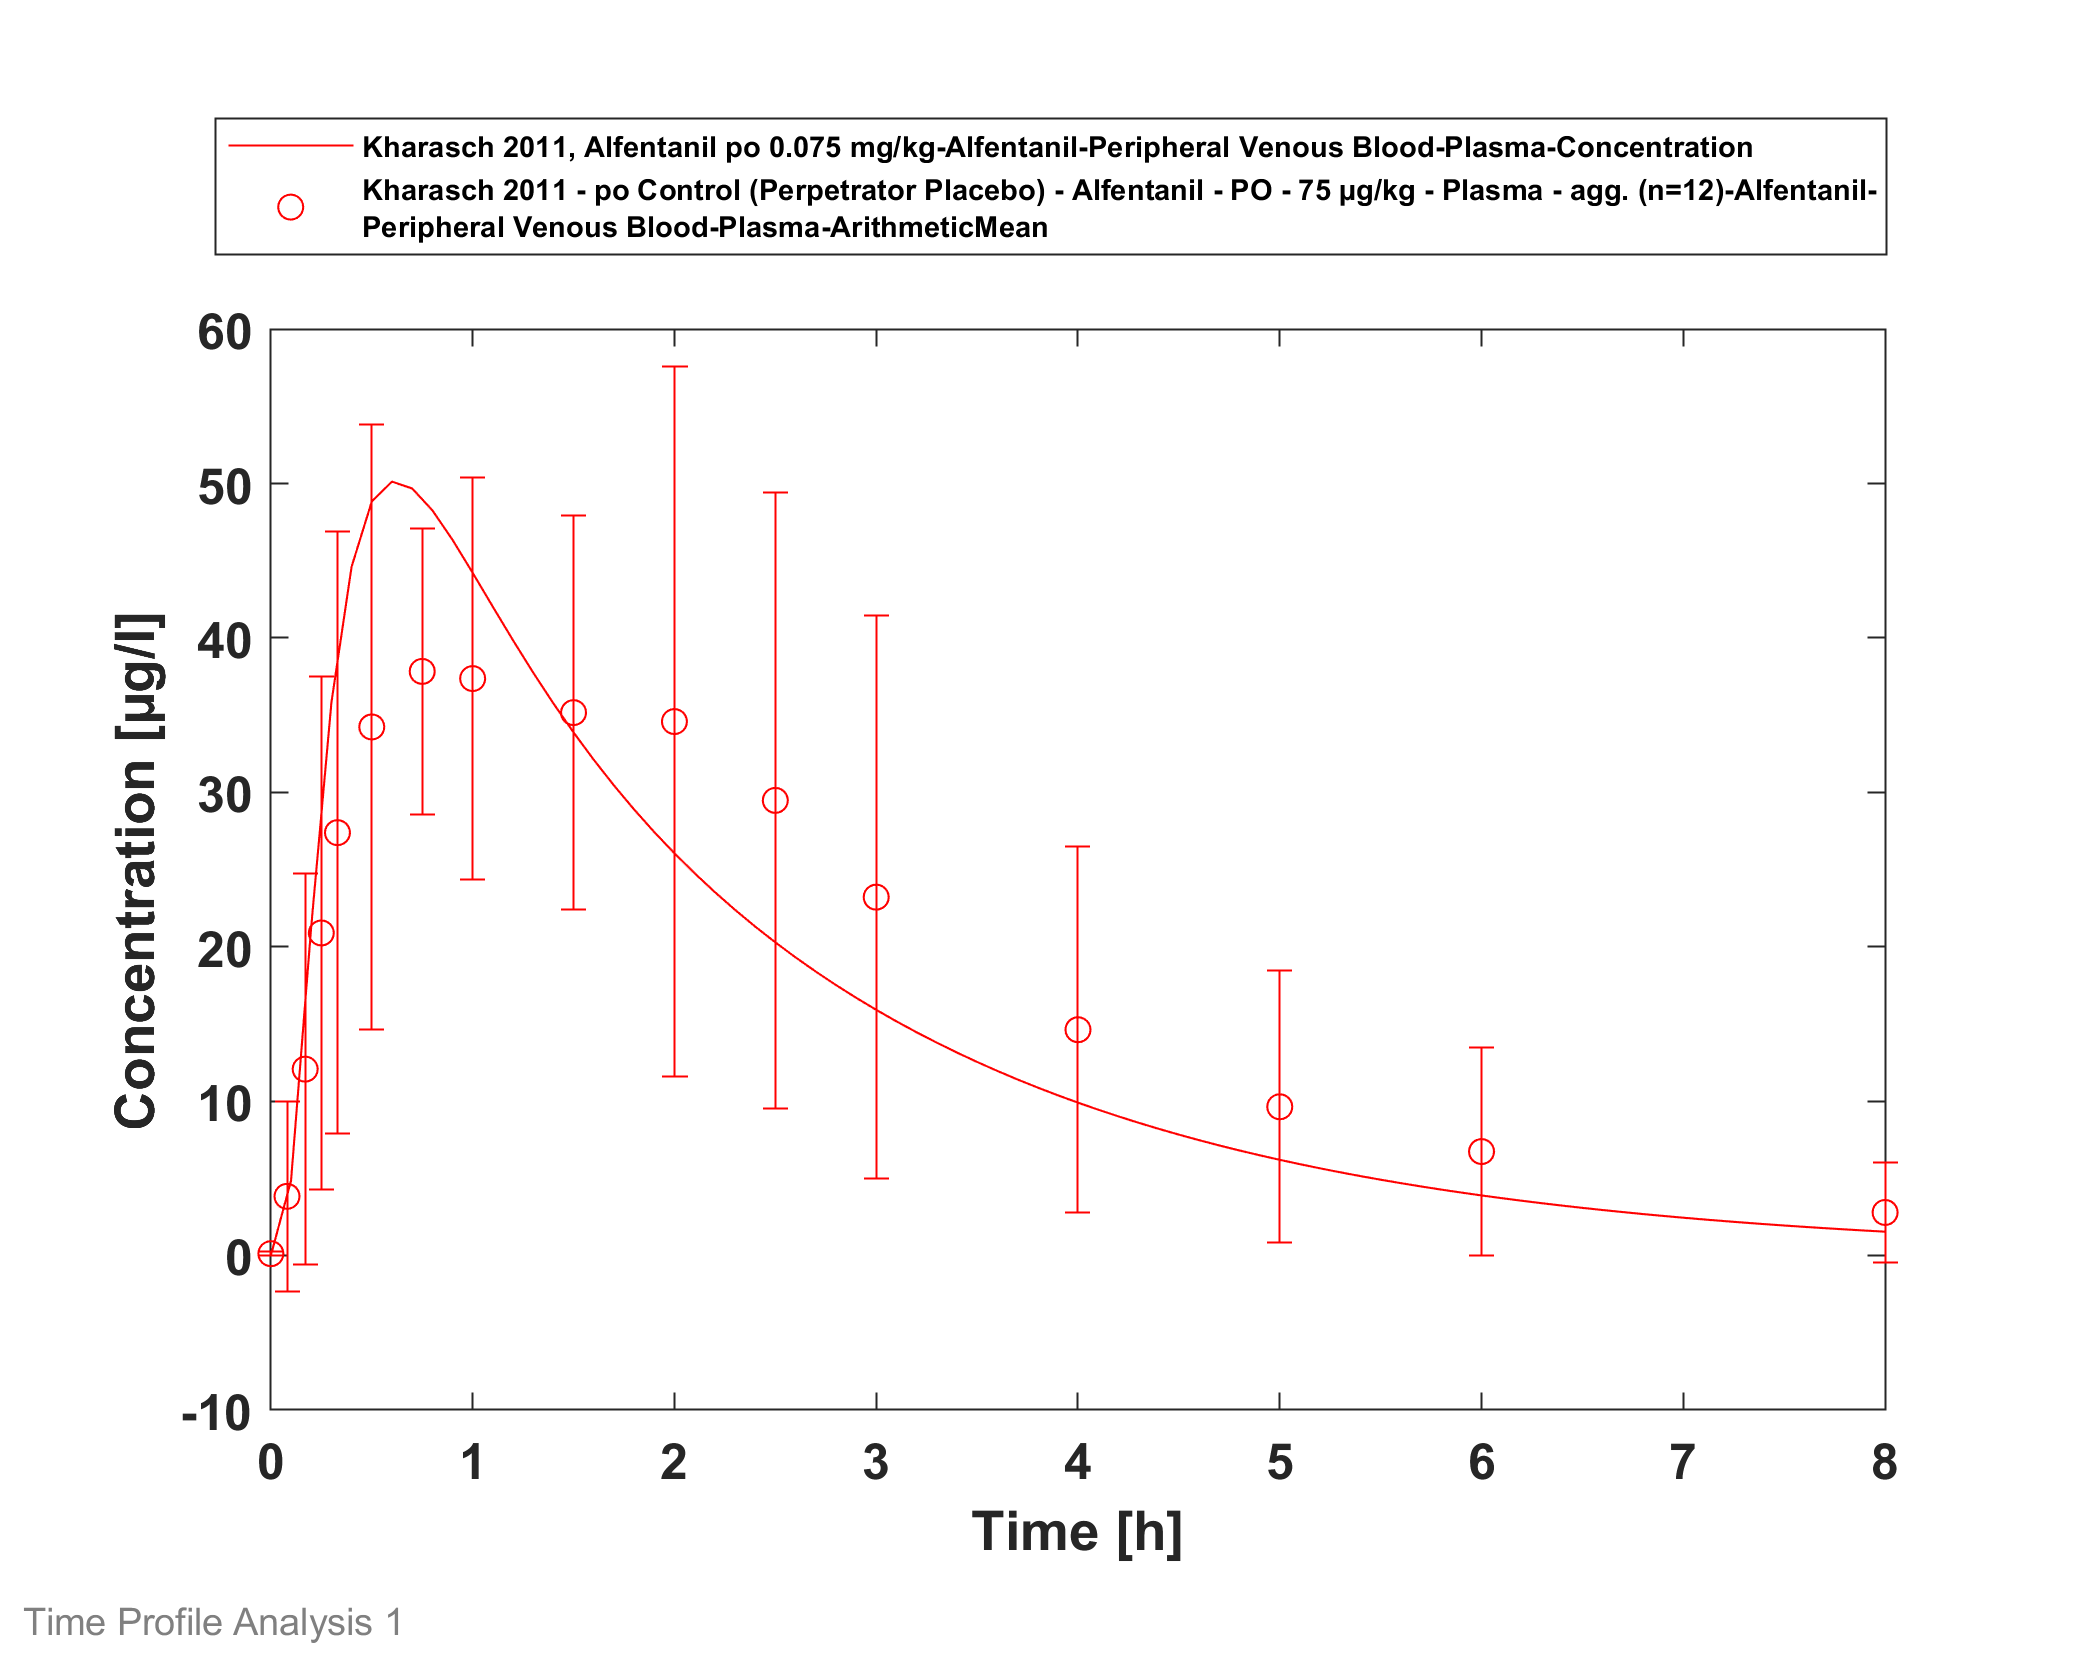 Kharasch 2011, Alfentanil po 0.075 mg/kg-Alfentanil-Peripheral Venous Blood-Plasma-Concentration
Kharasch 2011 - po Control (Perpetrator Placebo) - Alfentanil - PO - 75 µg/kg - Plasma - agg. (n=12)-Alfentanil-
Peripheral Venous Blood-Plasma-ArithmeticMean
60
50
40
30
20
10
0
-10
Concentration [µg/l]
0 1 2 3 4 5 6 7 8
Time [h]
Time Profile Analysis 1